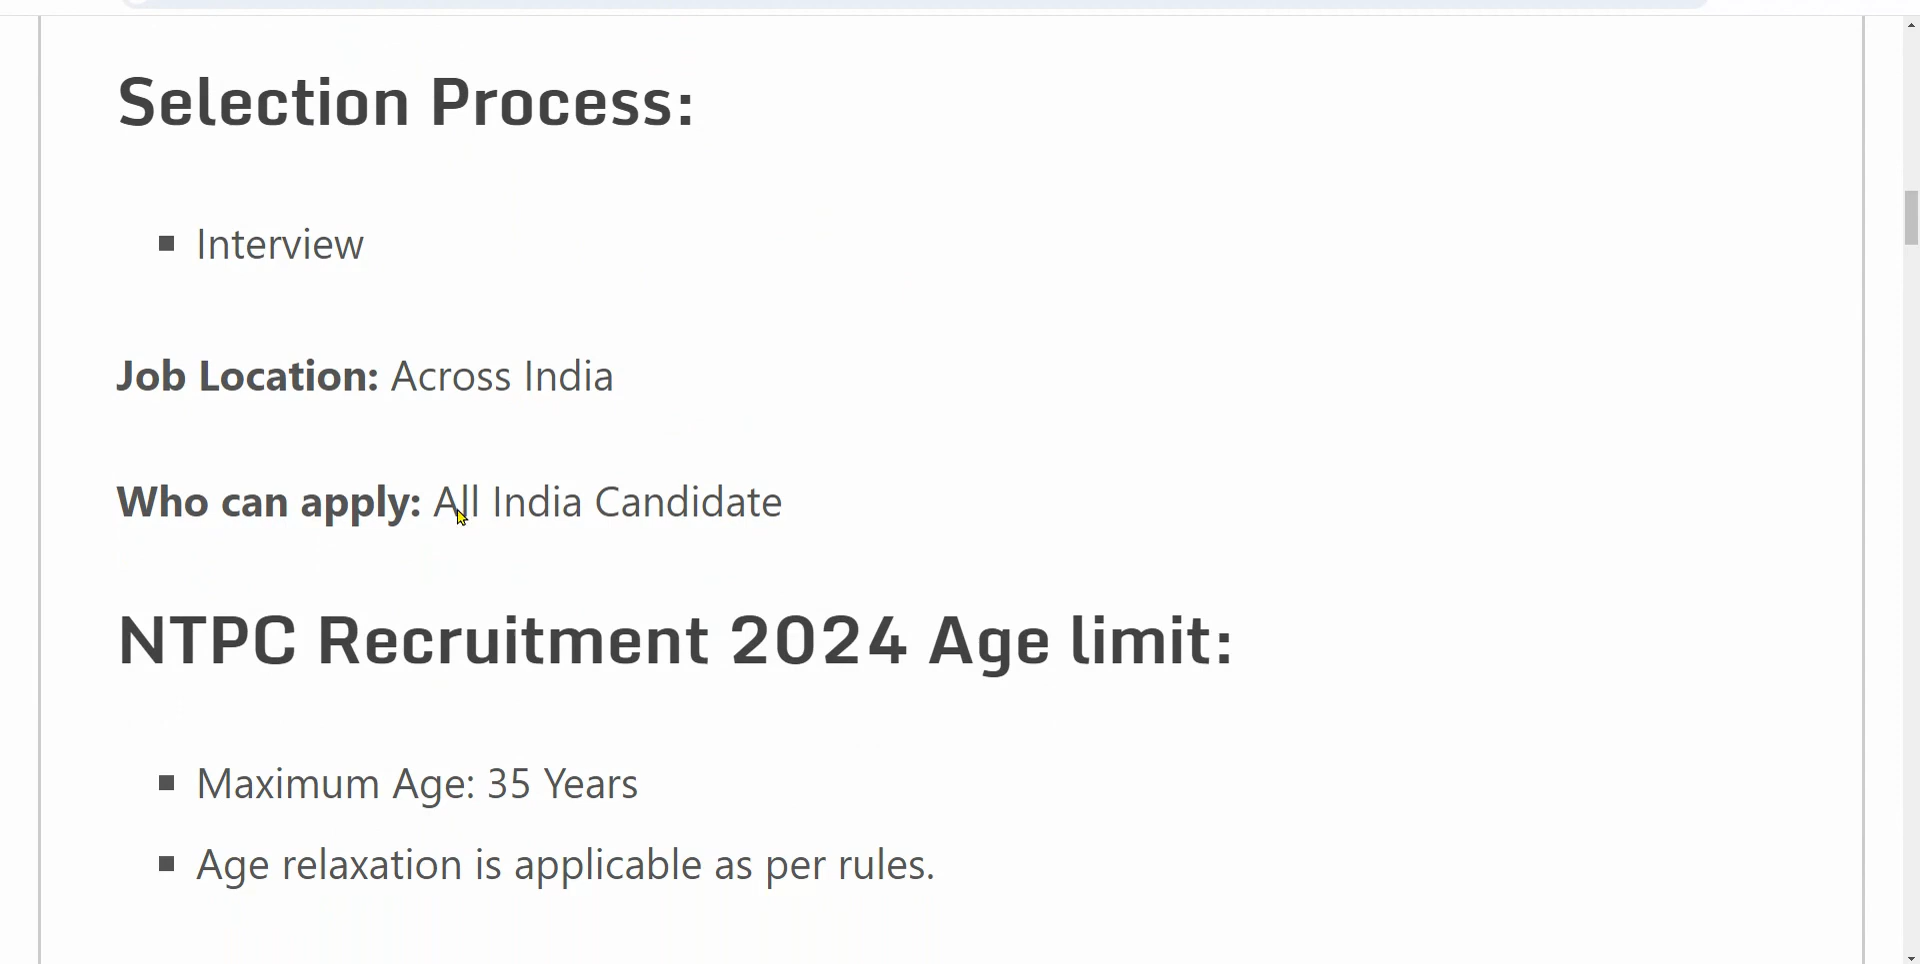 Selection Process:
Interview
Job Location: Across India
Who can apply: All India Candidate
NTPC Recruitment 2024 Age limit:
Maximum Age: 35 Years
Age relaxation is applicable as per rules.